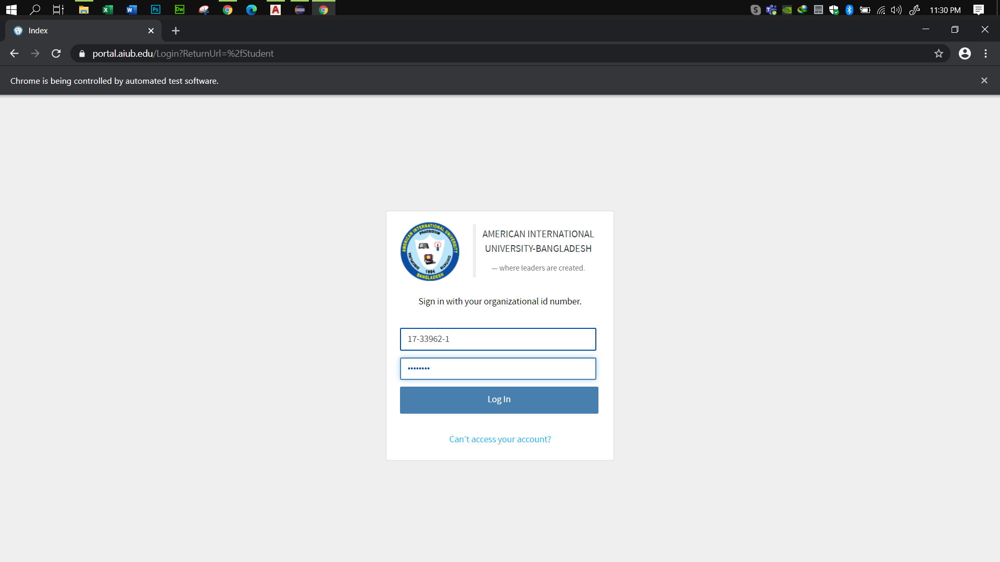 11:30 PM
Index
portal.aiub.edu/Login?ReturnUrl=%2fStudent
Chrome is being controlled by automated test software.
AMERICAN INTERNATIONAL UNIVERSITY
PRAESIDIUM
DISCIPLINA
CIVITATIS
1994
BANGLADESH
AMERICAN INTERNATIONAL
UNIVERSITY-BANGLADESH
— where leaders are created.
Sign in with your organizational id number.
17-33962-1
••••••••
Log In
Can’t access your account?